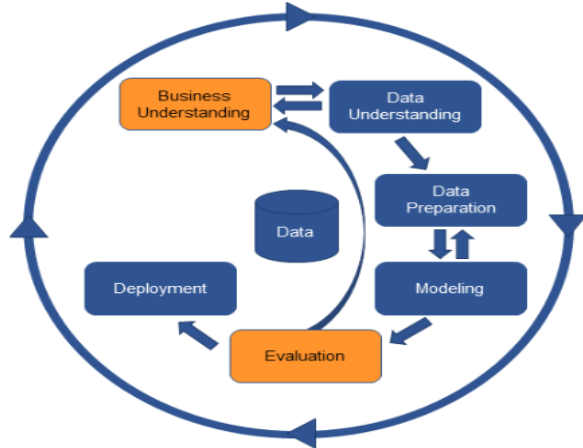 Business
Understanding
Data
Understanding
Data
Preparation
Data
Deployment
Modeling
Evaluation